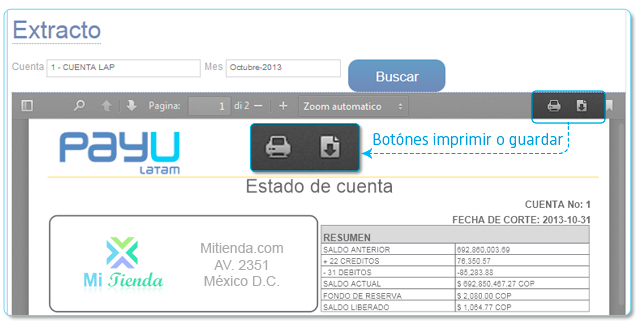 Extracto
Cuenta 1 - CUENTA LAP Mes Octubre-2013 Buscar
Pagina: 1 di 2 Zoom automatico
PayU LATAM
Botónes imprimir o guardar
Estado de cuenta
CUENTA No: 1
FECHA DE CORTE: 2013-10-31
Mi Tienda
Mitienda.com
AV. 2351
México D.C.
RESUMEN
SALDO ANTERIOR 692,860,003.69
+ 22 CREDITOS 76,350.57
- 31 DEBITOS -85,283.88
SALDO ACTUAL $ 692,860,467.27 COP
FONDO DE RESERVA $ 2,080.00 COP
SALDO LIBERADO $ 1,064.77 COP